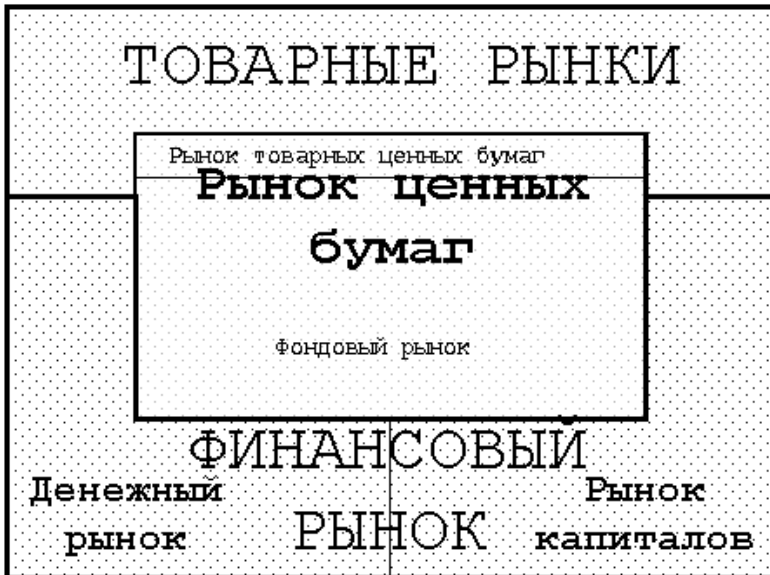 ТОВАРНЫЕ РЫНКИ
Рынок товарных ценных бумаг
Рынок ценных
бумаг
Фондовый рынок
ФИНАНСОВЫЙ
РЫНОК
Денежный
рынок
Рынок
капиталов